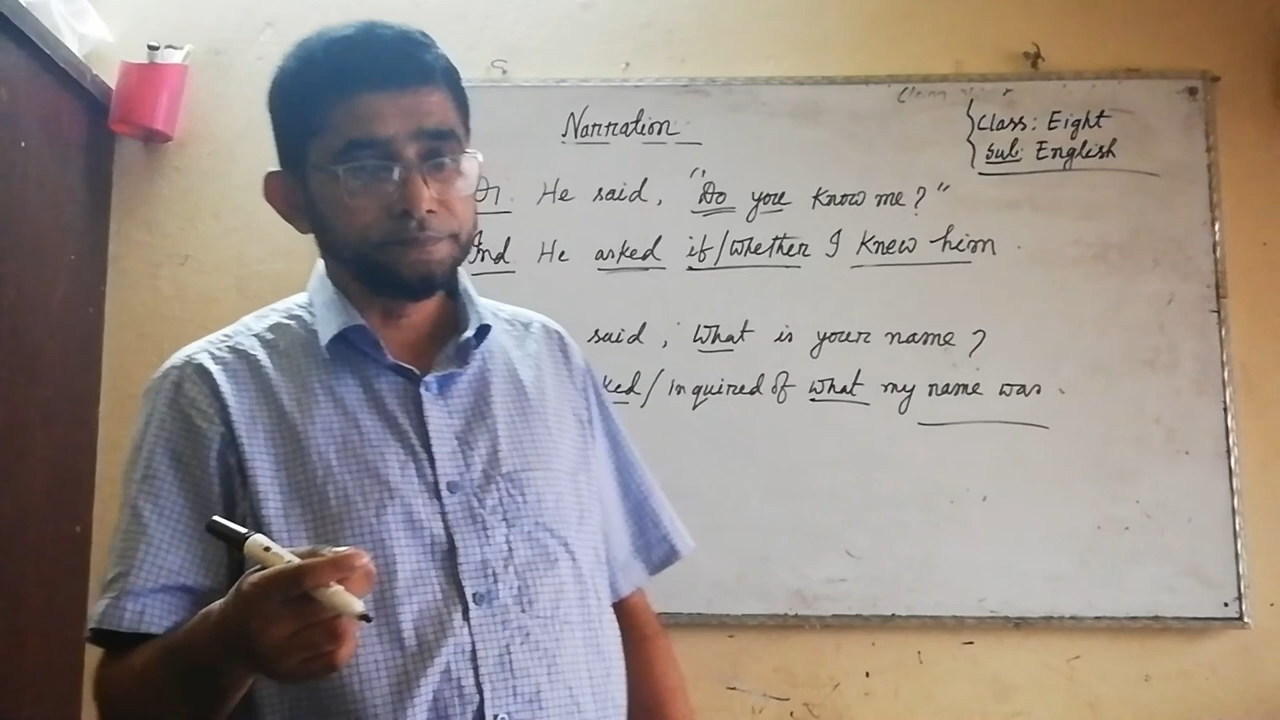 Narration
{Class: Eight
Sub: English
Di. He said, "Do you know me?"
Ind He asked if/whether I knew him.
said, What is your name?
ked/inquired of what my name was.